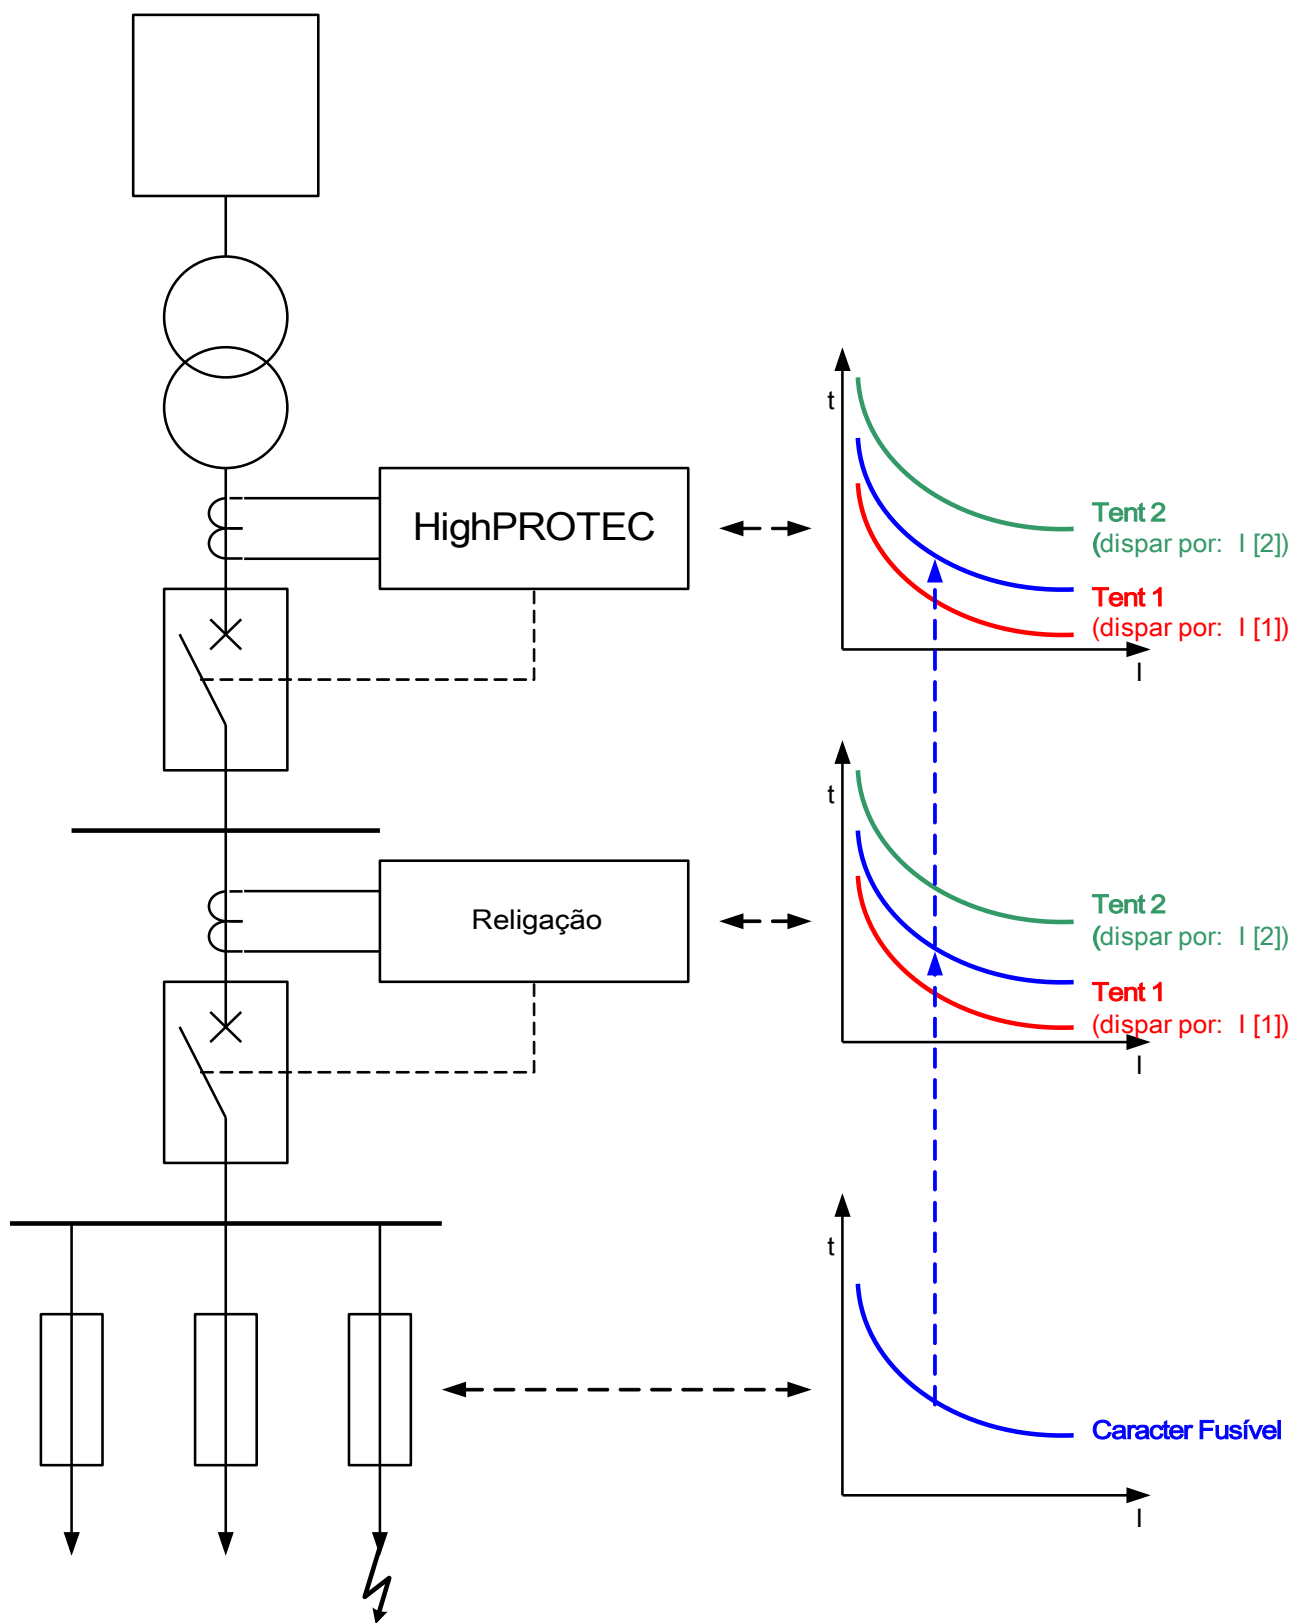 t
HighPROTEC
Tent 2
(dispar por: I [2])
Tent 1
(dispar por: I [1])
I
t
Religação
Tent 2
(dispar por: I [2])
Tent 1
(dispar por: I [1])
I
t
Caracter Fusível
I